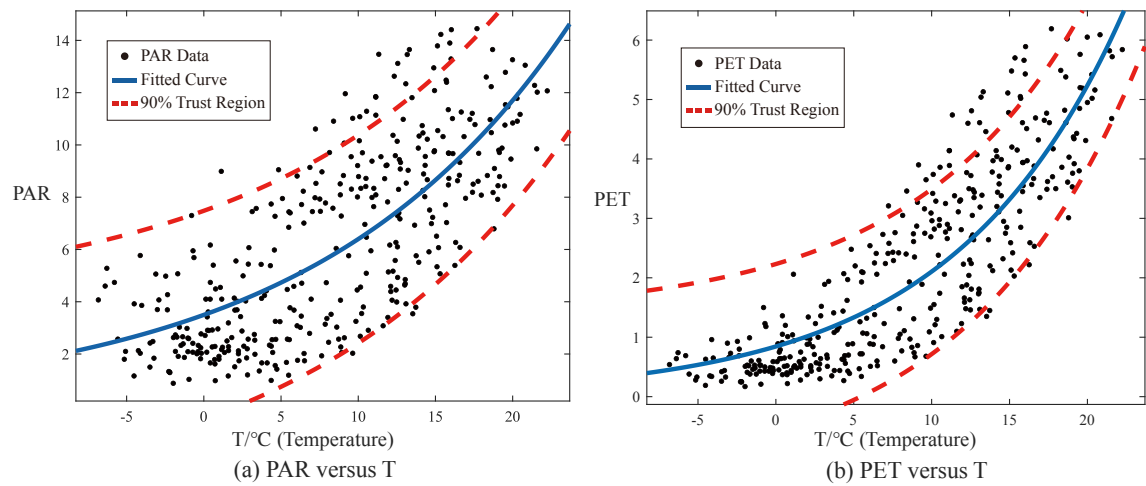 14
12
10
8
6
4
2
PAR
PAR Data
Fitted Curve
90% Trust Region
-5
0
5
10
15
20
T/°C (Temperature)
(a) PAR versus T
6
5
4
3
2
1
0
PET
PET Data
Fitted Curve
90% Trust Region
-5
0
5
10
15
20
T/°C (Temperature)
(b) PET versus T